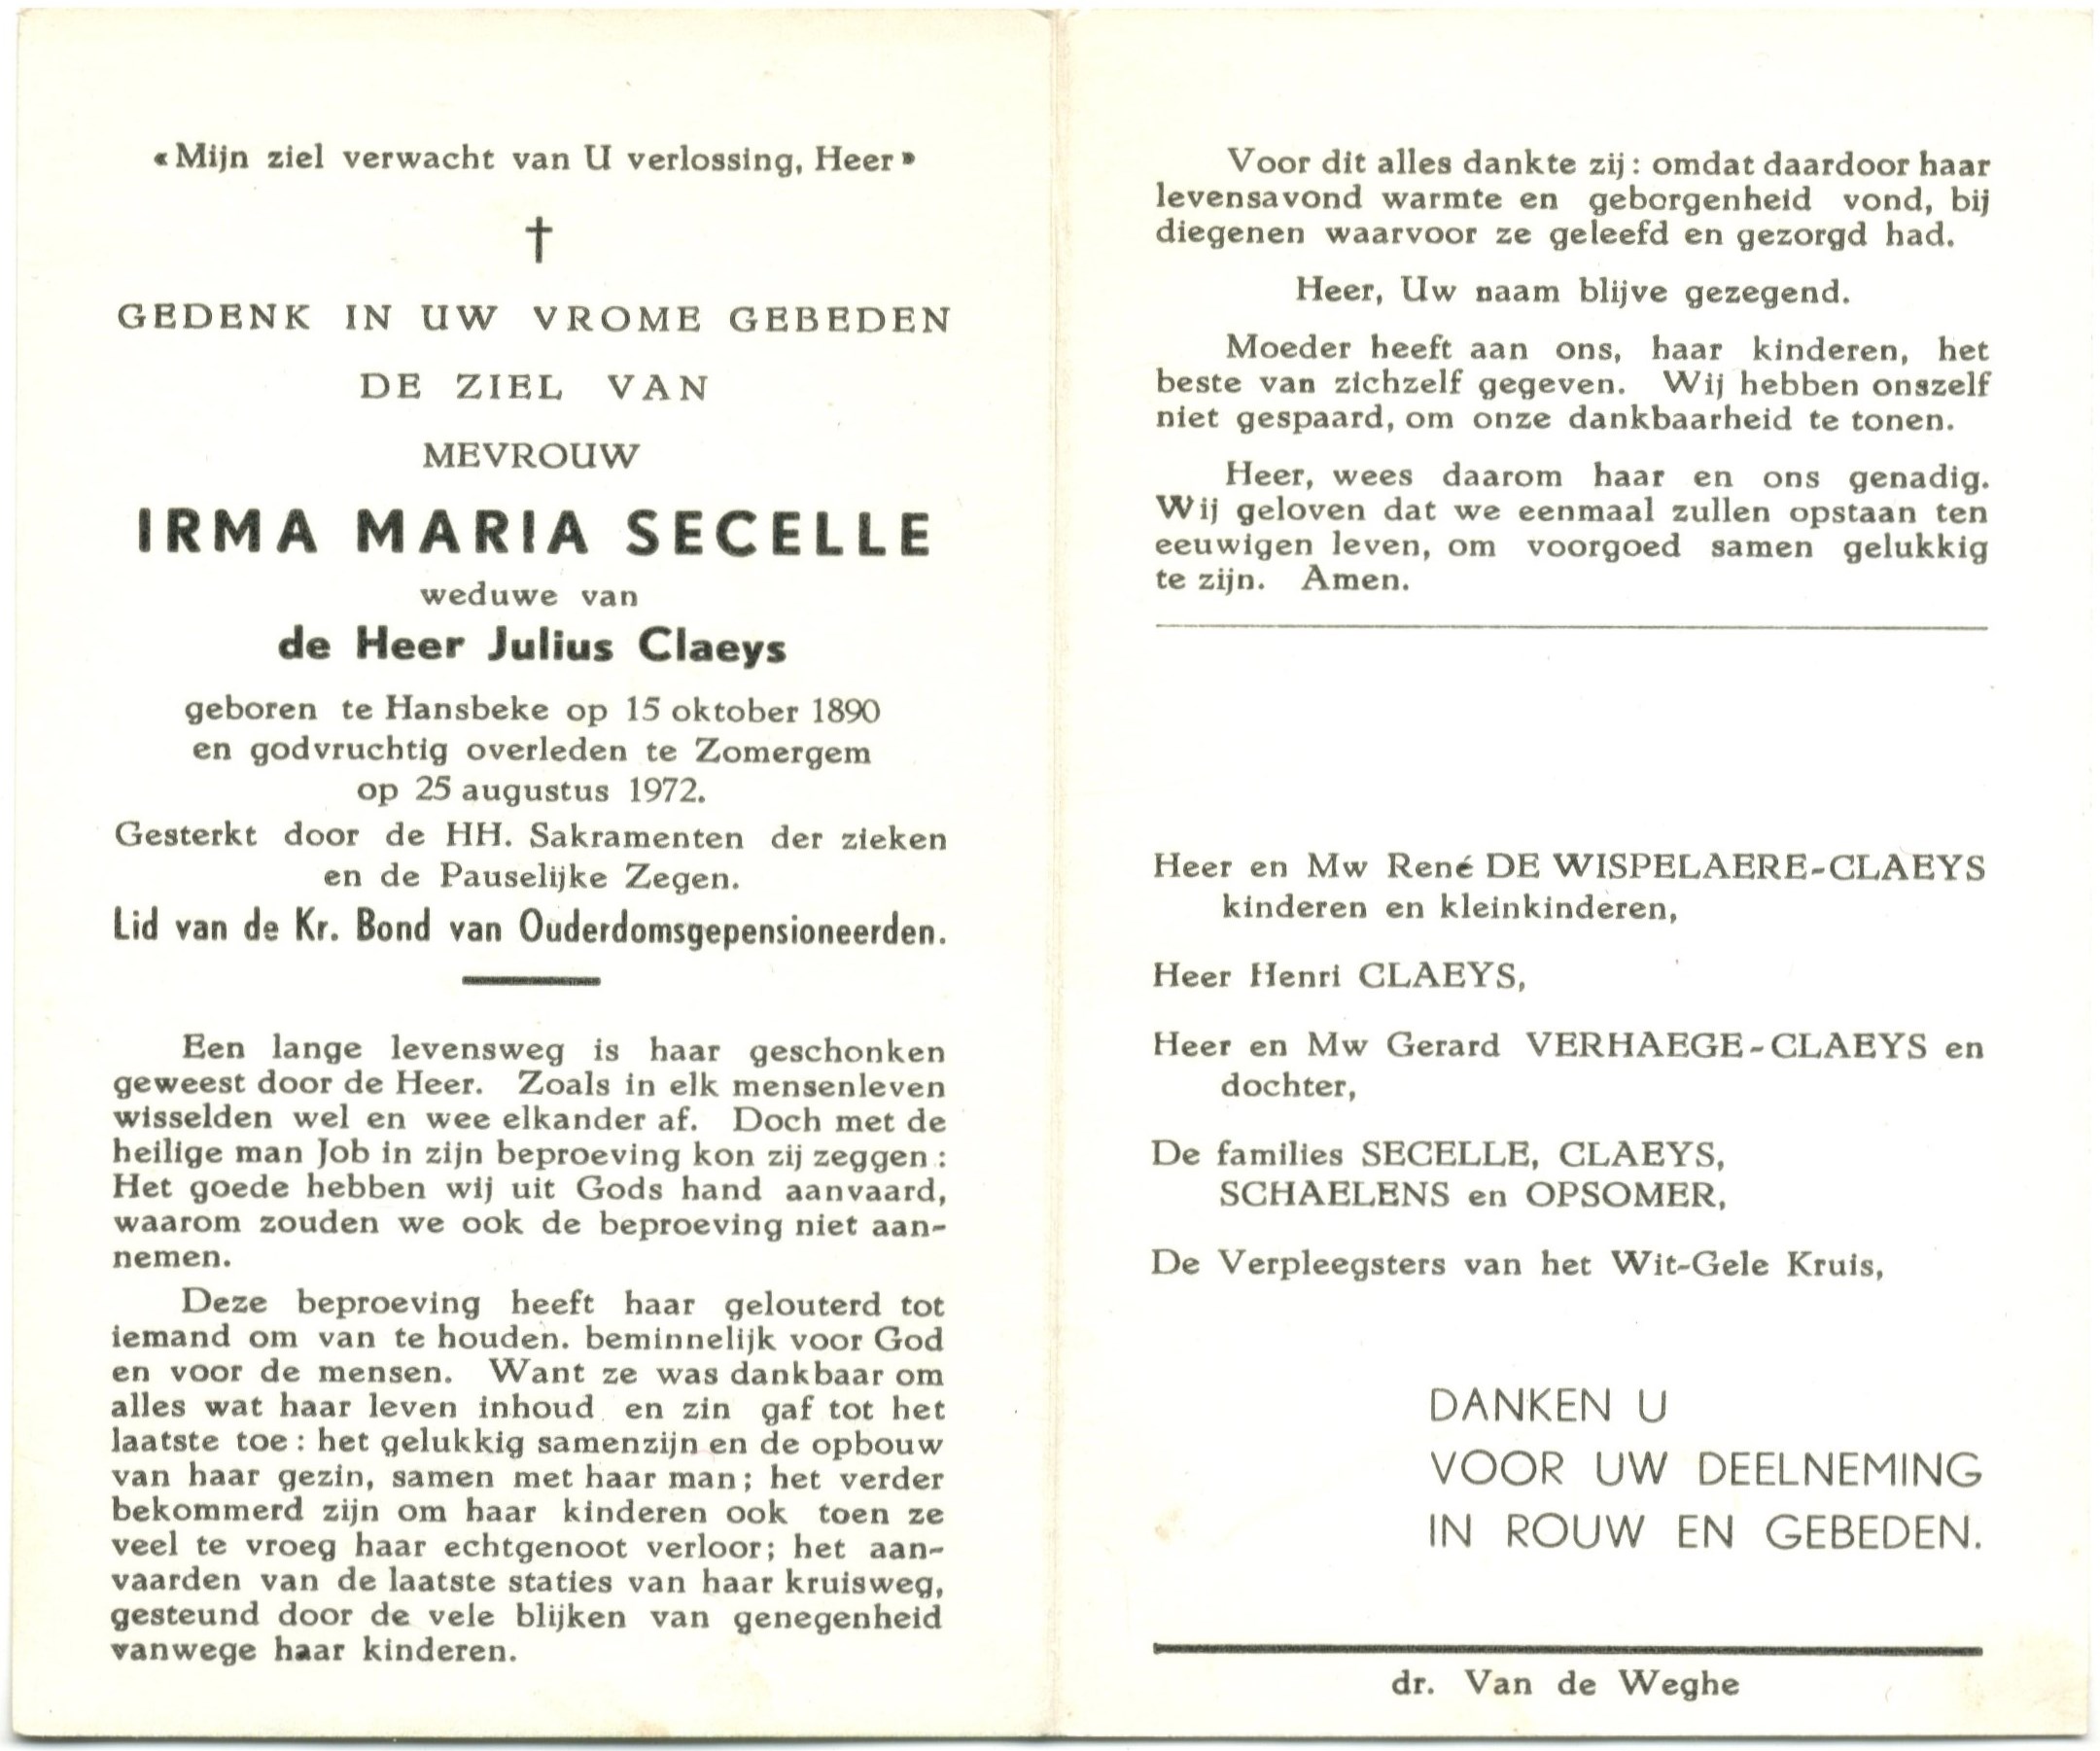 «Mijn ziel verwacht van U verlossing, Heer»
†
GEDENK IN UW VROME GEBEDEN
DE ZIEL VAN
MEVROUW
IRMA MARIA SECELLE
weduwe van
de Heer Julius Claeys
geboren te Hansbeke op 15 oktober 1890
en godvruchtig overleden te Zomergem
op 25 augustus 1972.
Gesterkt door de HH. Sakramenten der zieken
en de Pauselijke Zegen.
Lid van de Kr. Bond van Ouderdomsgepensioneerden.
Een lange levensweg is haar geschonken
geweest door de Heer. Zoals in elk mensenleven
wisselden wel en wee elkander af. Doch met de
heilige man Job in zijn beproeving kon zij zeggen :
Het goede hebben wij uit Gods hand aanvaard,
waarom zouden we ook de beproeving niet aan-
nemen.
Deze beproeving heeft haar gelouterd tot
iemand om van te houden. beminnelijk voor God
en voor de mensen. Want ze was dankbaar om
alles wat haar leven inhoud en zin gaf tot het
laatste toe : het gelukkig samenzijn en de opbouw
van haar gezin, samen met haar man ; het verder
bekommerd zijn om haar kinderen ook toen ze
veel te vroeg haar echtgenoot verloor; het aan-
vaarden van de laatste staties van haar kruisweg,
gesteund door de vele blijken van genegenheid
vanwege haar kinderen.
Voor dit alles dankte zij : omdat daardoor haar
levensavond warmte en geborgenheid vond, bij
diegenen waarvoor ze geleefd en gezorgd had.
Heer, Uw naam blijve gezegend.
Moeder heeft aan ons, haar kinderen, het
beste van zichzelf gegeven. Wij hebben onszelf
niet gespaard, om onze dankbaarheid te tonen.
Heer, wees daarom haar en ons genadig.
Wij geloven dat we eenmaal zullen opstaan ten
eeuwigen leven, om voorgoed samen gelukkig
te zijn. Amen.
Heer en Mw René DE WISPELAERE-CLAEYS
kinderen en kleinkinderen,
Heer Henri CLAEYS,
Heer en Mw Gerard VERHAEGE-CLAEYS en
dochter,
De families SECELLE, CLAEYS,
SCHAELENS en OPSOMER,
De Verpleegsters van het Wit-Gele Kruis,
DANKEN U
VOOR UW DEELNEMING
IN ROUW EN GEBEDEN.
dr. Van de Weghe